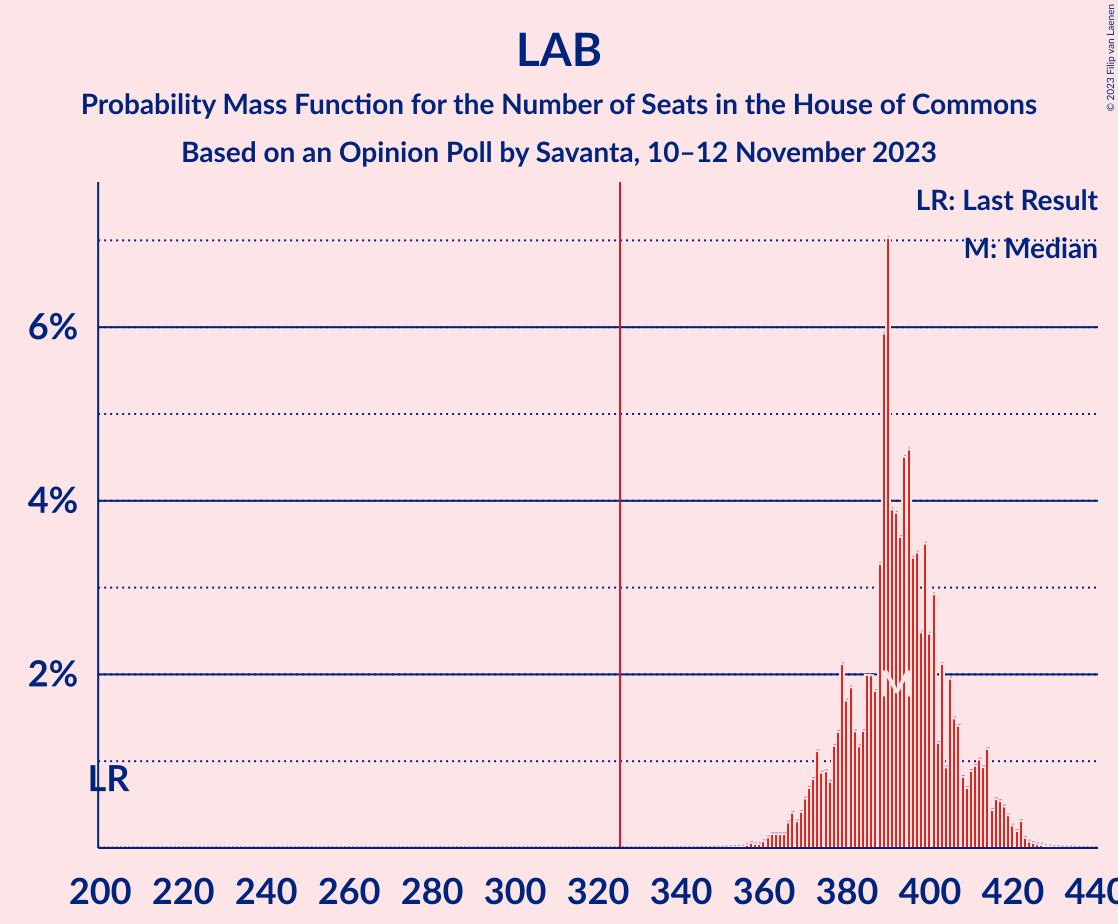 © 2023 Filip van Laenen
LAB
Probability Mass Function for the Number of Seats in the House of Commons
Based on an Opinion Poll by Savanta, 10–12 November 2023
LR: Last Result
M: Median
6%
4%
2%
M
LR
200 220 240 260 280 300 320 340 360 380 400 420 440